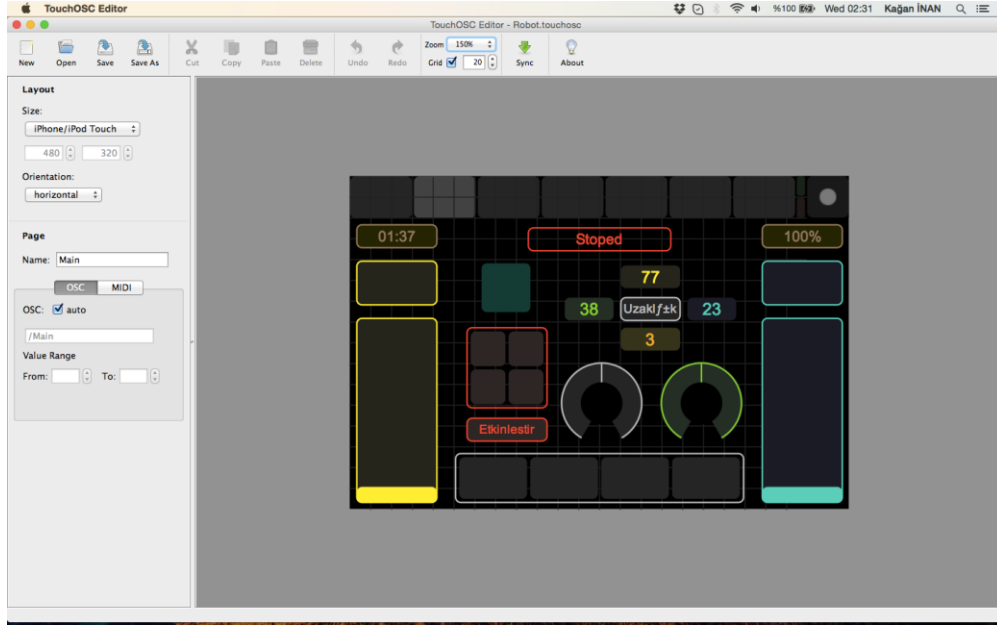 TouchOSC Editor
%100
Wed 02:31
Kağan İNAN
TouchOSC Editor - Robot.touchosc
New
Open
Save
Save As
Cut
Copy
Paste
Delete
Undo
Redo
Zoom
150%
Grid
20
Sync
About
Layout
Size:
iPhone/iPod Touch
480
320
Orientation:
horizontal
Page
Name:
Main
OSC
MIDI
OSC:
auto
/Main
Value Range
From:
To:
01:37
Stoped
100%
77
38
Uzaklƒ±k
23
3
Etkinlestir